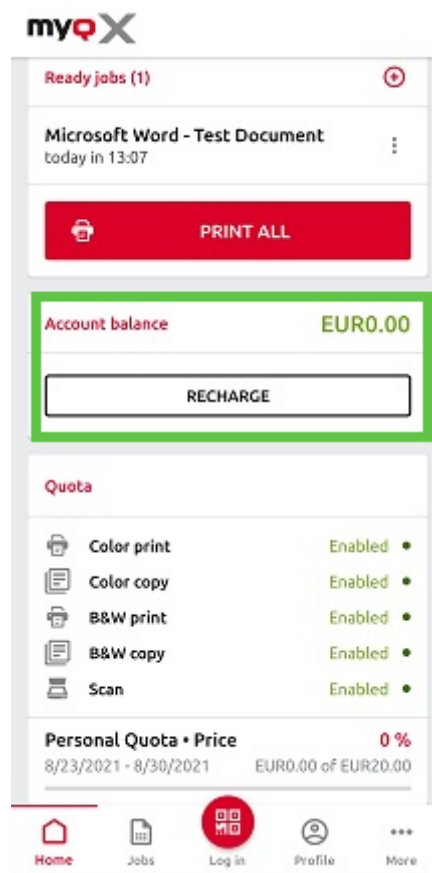 myQ X
Ready jobs (1)
Microsoft Word - Test Document
today in 13:07
PRINT ALL
Account balance EUR0.00
RECHARGE
Quota
Color print Enabled
Color copy Enabled
B&W print Enabled
B&W copy Enabled
Scan Enabled
Personal Quota • Price 0 %
8/23/2021 - 8/30/2021 EUR0.00 of EUR20.00
Home Jobs Log in Profile More